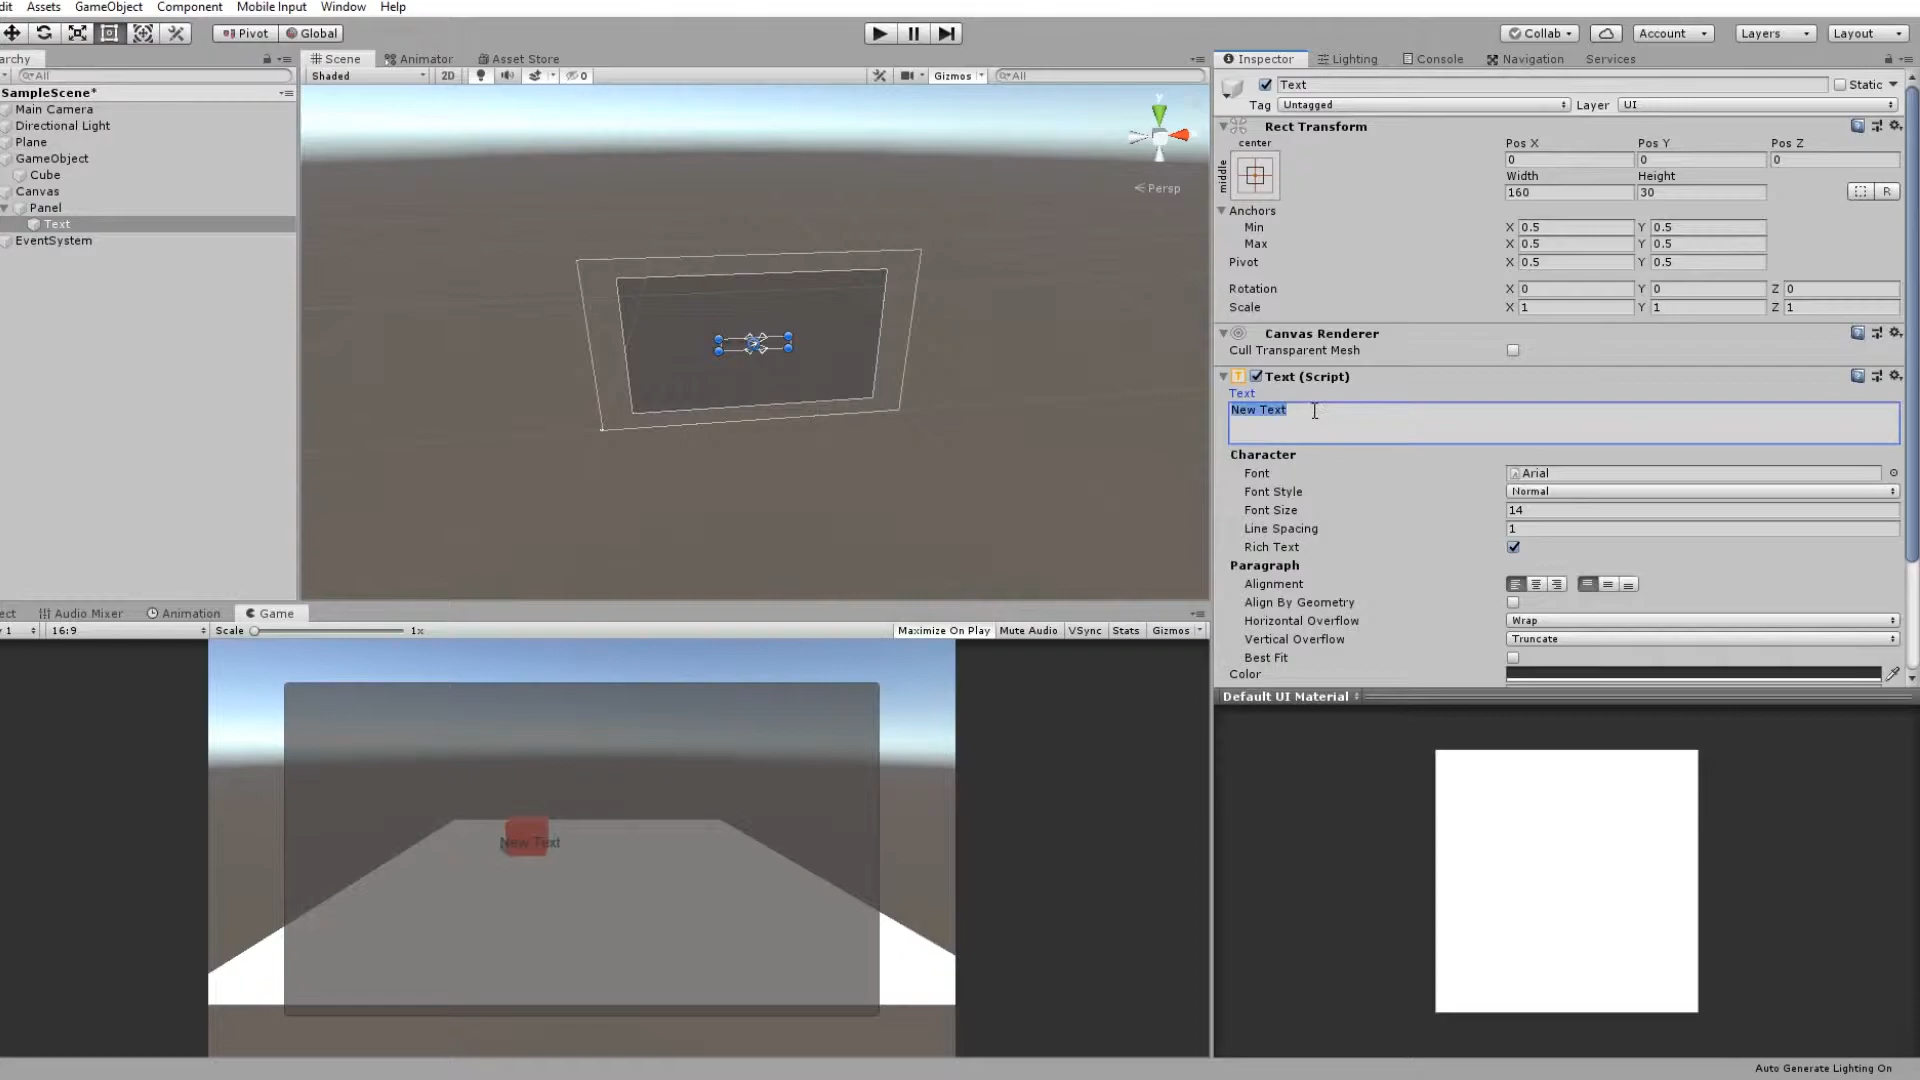 dit Assets GameObject Component Mobile Input Window Help
Pivot Global
Collab Account Layers Layout
archy
All
SampleScene*
Main Camera
Directional Light
Plane
GameObject
Cube
Canvas
Panel
Text
EventSystem
Scene Animator Asset Store
Shaded 2D 0 Gizmos All
y
Persp
ect Audio Mixer Animation Game
y 1 16:9 Scale 1x Maximize On Play Mute Audio VSync Stats Gizmos
New Text
Inspector Lighting Console Navigation Services
Text Static
Tag Untagged Layer UI
Rect Transform
center
middle
Pos X Pos Y Pos Z
0 0 0
Width Height
160 30 R
Anchors
Min X 0.5 Y 0.5
Max X 0.5 Y 0.5
Pivot X 0.5 Y 0.5
Rotation X 0 Y 0 Z 0
Scale X 1 Y 1 Z 1
Canvas Renderer
Cull Transparent Mesh
T Text (Script)
Text
New Text
Character
Font Arial
Font Style Normal
Font Size 14
Line Spacing 1
Rich Text
Paragraph
Alignment
Align By Geometry
Horizontal Overflow Wrap
Vertical Overflow Truncate
Best Fit
Color
Default UI Material
Auto Generate Lighting On